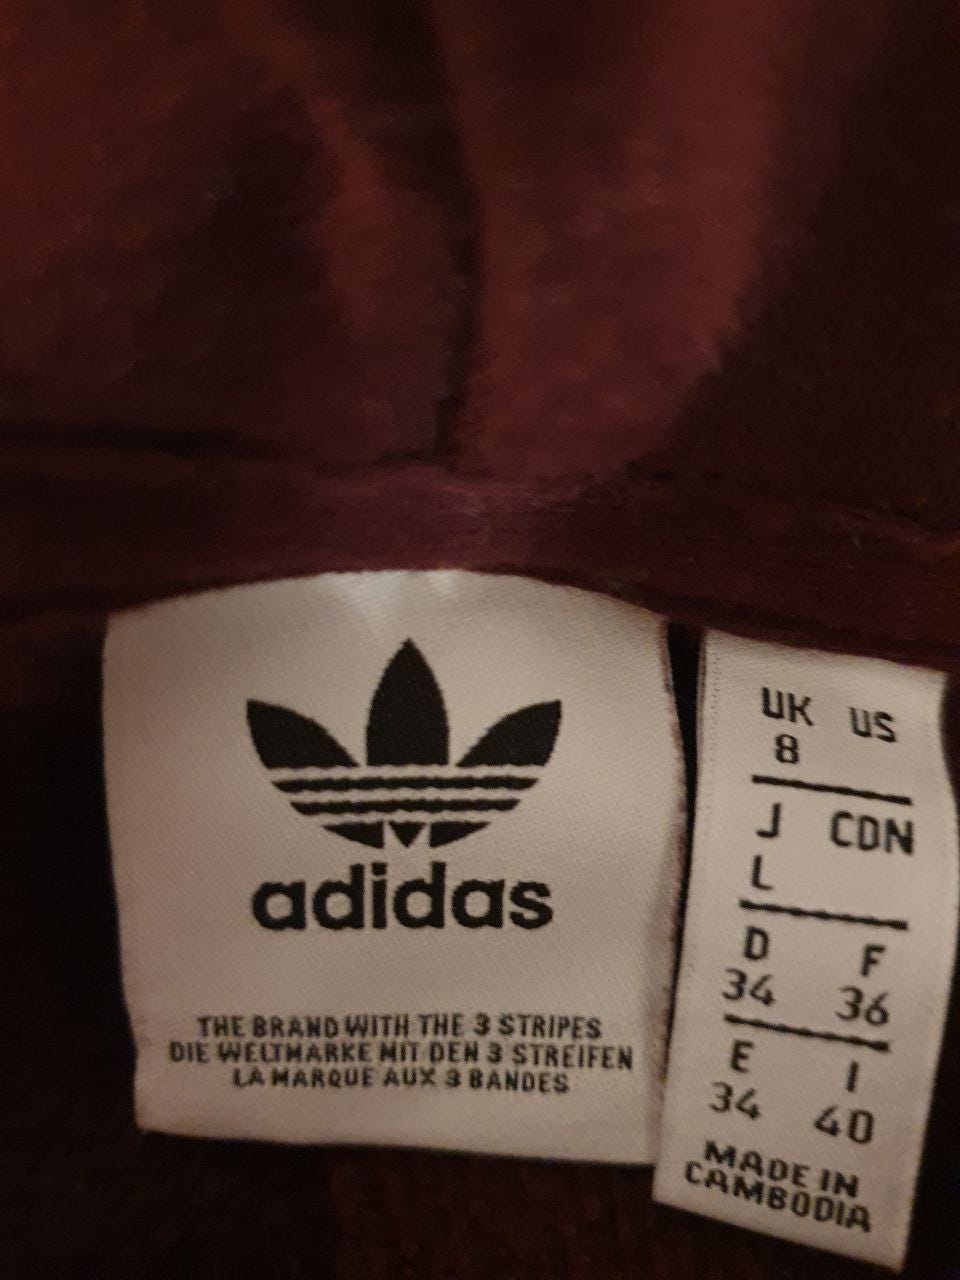 adidas
THE BRAND WITH THE 3 STRIPES
DIE WELTMARKE MIT DEN 3 STREIFEN
LA MARQUE AUX 3 BANDES
UK US
8
J CDN
L
D F
34 36
E I
34 40
MADE IN
CAMBODIA